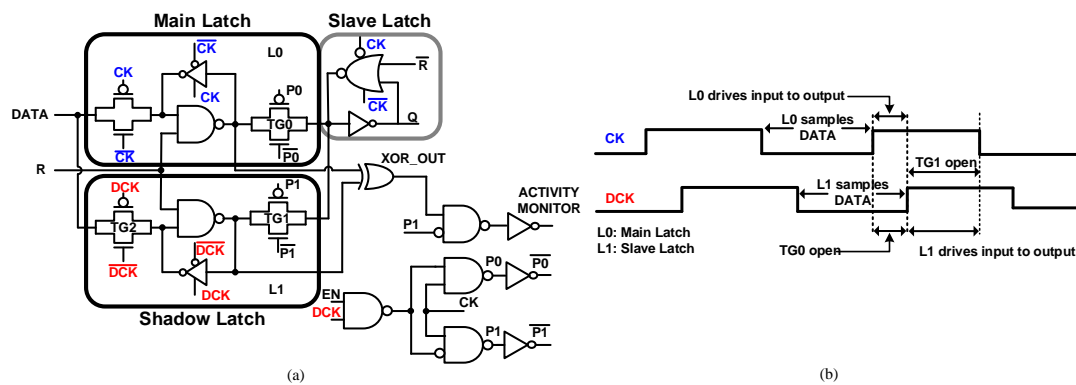 Main Latch
Slave Latch
(a)
(b)
CK
L0
CK
CK
P0
CK
R
DATA
TG0
CK
P0
CK
Q
R
DCK
P1
XOR_OUT
TG2
TG1
DCK
DCK
P1
DCK
L1
Shadow Latch
P1
ACTIVITY
MONITOR
EN
DCK
P0
P0
CK
P1
P1
L0 drives input to output
L0 samples
DATA
CK
TG1 open
L1 samples
DATA
DCK
L0: Main Latch
L1: Slave Latch
TG0 open
L1 drives input to output